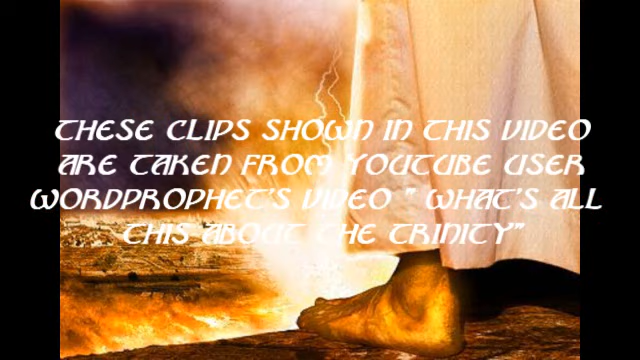 THESE CLIPS SHOWN IN THIS VIDEO
ARE TAKEN FROM YOUTUBE USER
WORDPROPHET'S VIDEO " WHAT'S ALL
THIS ABOUT THE TRINITY"